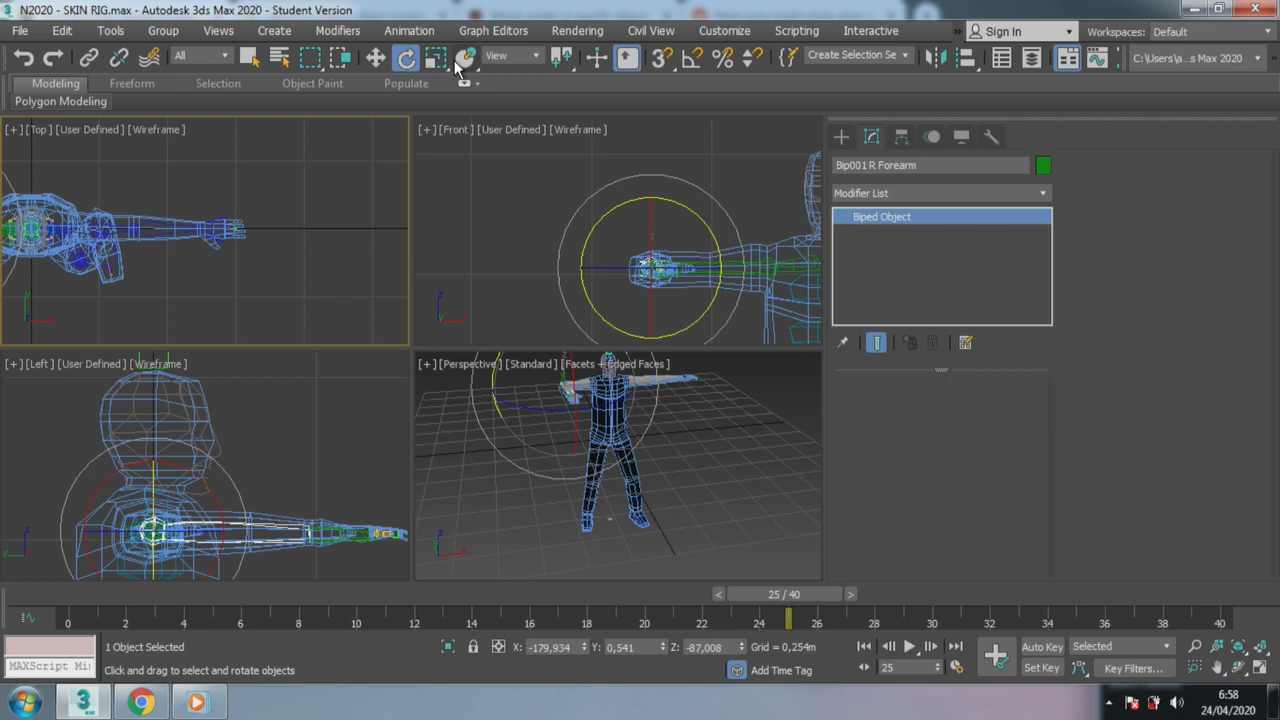 N2020 - SKIN RIG.max - Autodesk 3ds Max 2020 - Student Version
File Edit Tools Group Views Create Modifiers Animation Graph Editors Rendering Civil View Customize Scripting Interactive Sign In Workspaces: Default
All View Create Selection Se C:\Users\a...s Max 2020
Modeling Freeform Selection Object Paint Populate
Polygon Modeling
[+] [Top] [User Defined] [Wireframe]
[+] [Front] [User Defined] [Wireframe]
Bip001 R Forearm
Modifier List
Biped Object
[+] [Left] [User Defined] [Wireframe]
[+] [Perspective] [Standard] [Facets + Edged Faces]
< 25 / 40 >
0 2 4 6 8 10 12 14 16 18 20 22 24 26 28 30 32 34 36 38 40
1 Object Selected X: -179,934 Y: 0,541 Z: -87,008 Grid = 0,254m Auto Key Selected
MAXScript Mi Click and drag to select and rotate objects Add Time Tag 25 Set Key Key Filters...
6:58
24/04/2020